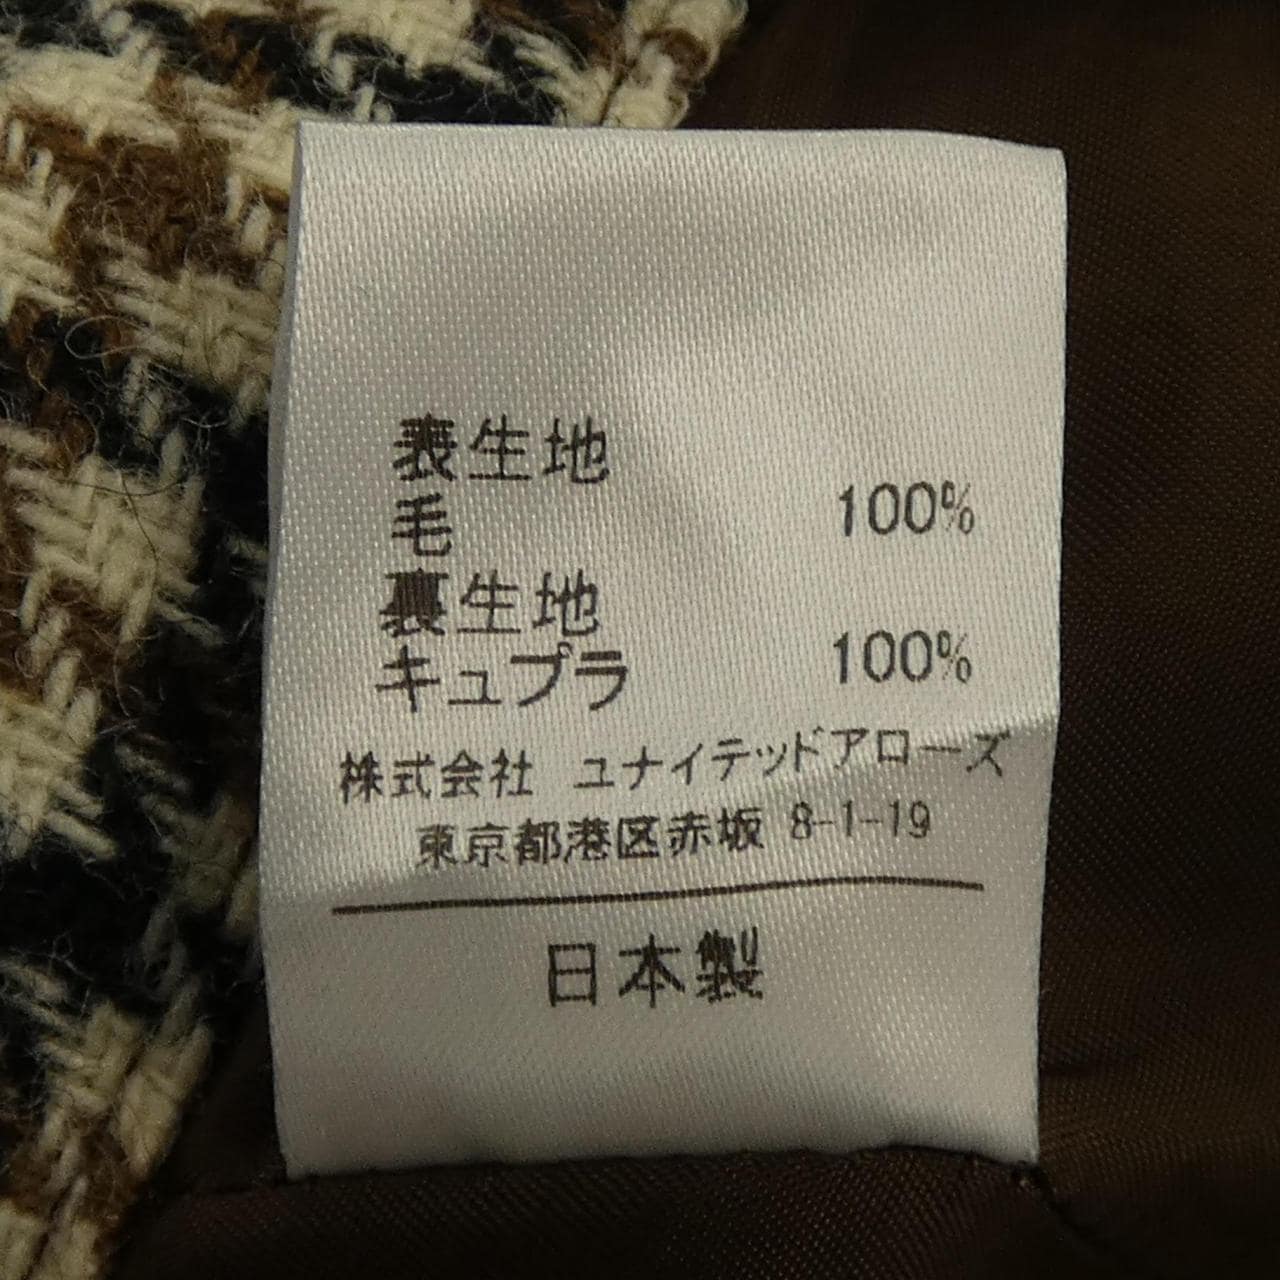 表生地
毛 100%
裏生地
キュプラ 100%
株式会社 ユナイテッドアローズ
東京都港区赤坂 8-1-19
日本製